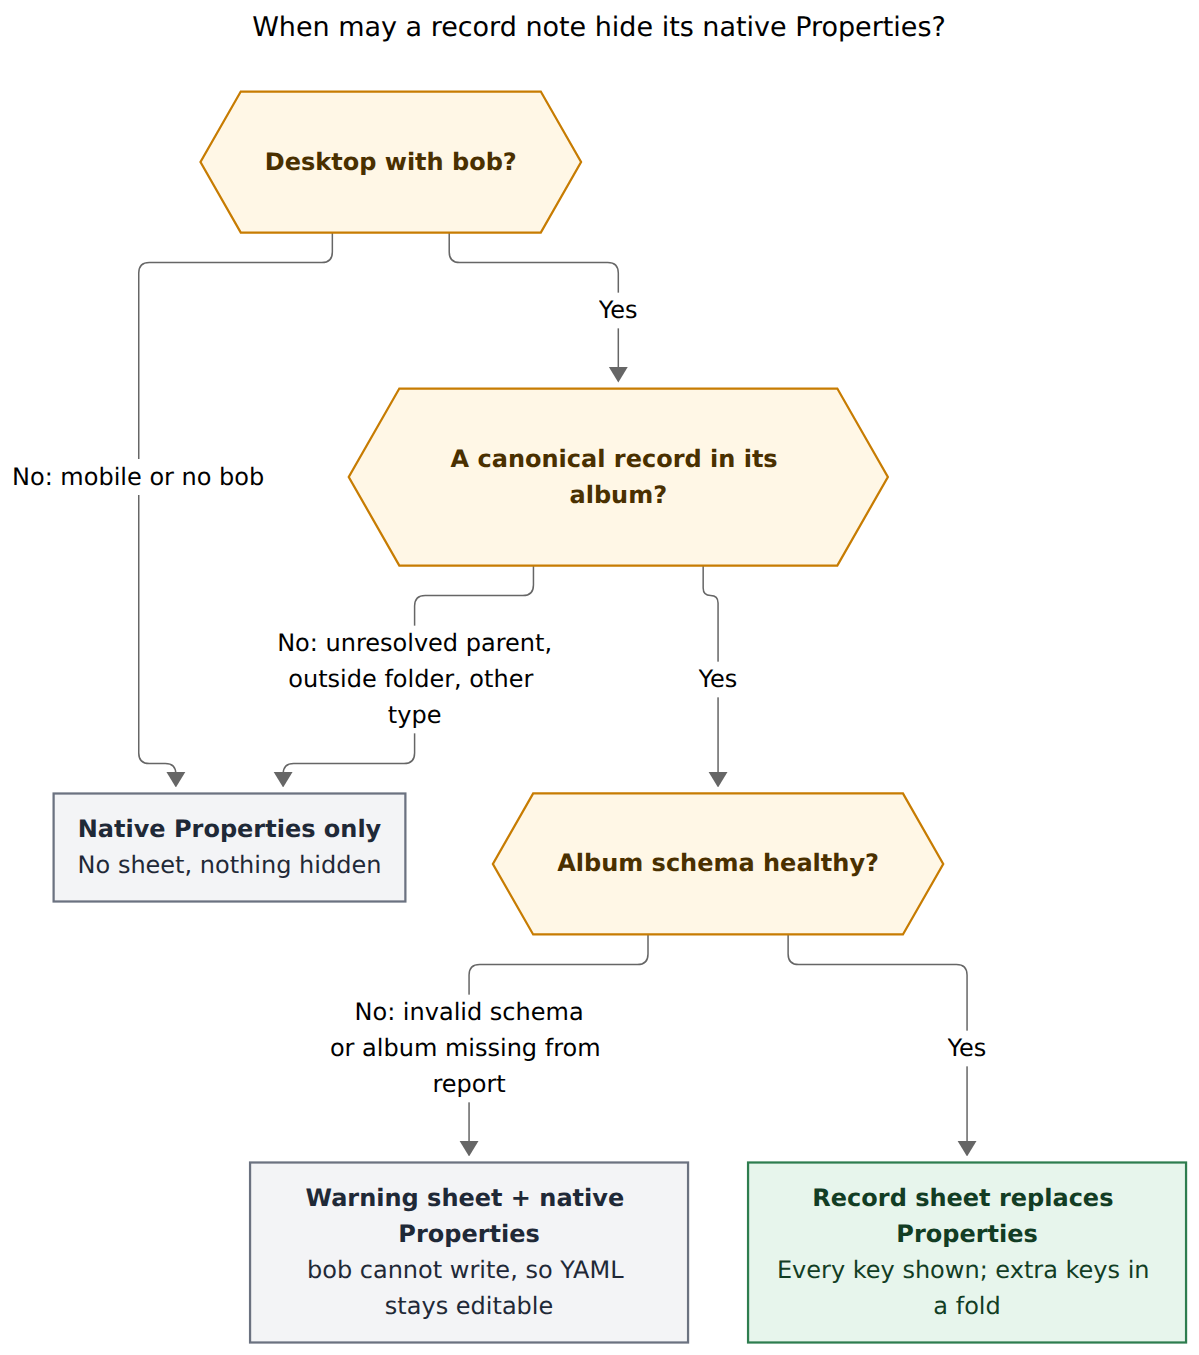 When may a record note hide its native Properties?
Desktop with bob?
Yes
No: mobile or no bob
A canonical record in its
album?
No: unresolved parent,
outside folder, other
type
Yes
Native Properties only
No sheet, nothing hidden
Album schema healthy?
No: invalid schema
or album missing from
report
Yes
Warning sheet + native
Properties
bob cannot write, so YAML
stays editable
Record sheet replaces
Properties
Every key shown; extra keys in
a fold